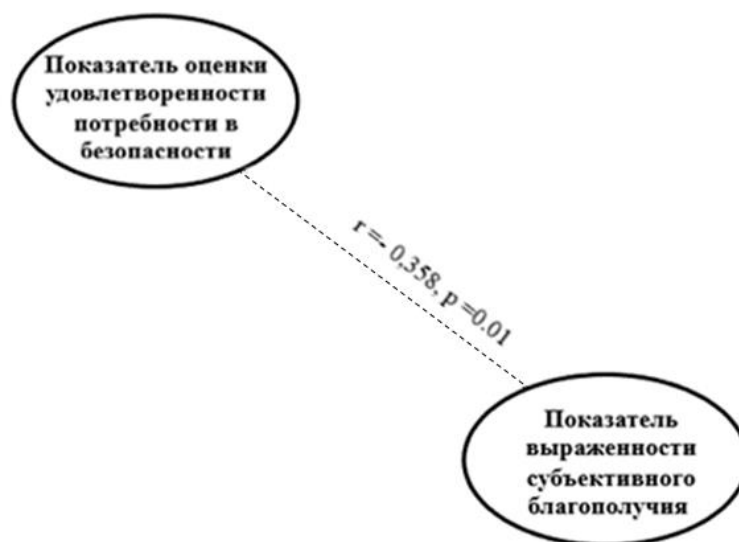 Показатель оценки
удовлетворенности
потребности в
безопасности
r =- 0,358, p =0.01
Показатель
выраженности
субъективного
благополучия